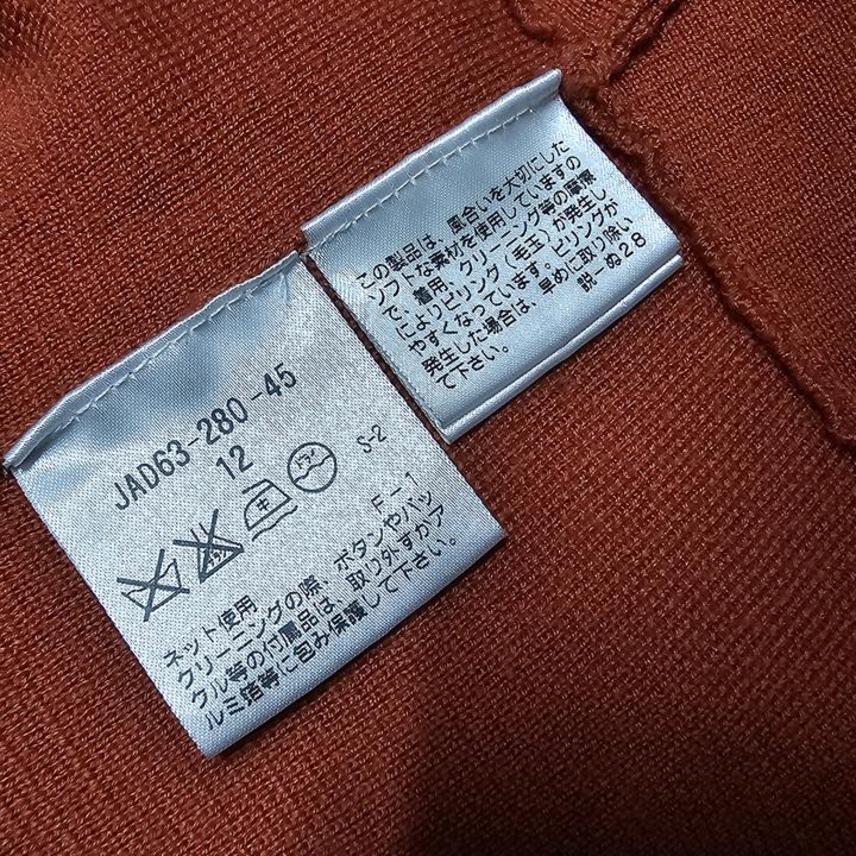 JAD63-280-45
12
中
ドライ
S-2
F-1
ネット使用
クリーニングの際、ボタンやバッ
クル等の付属品は、取り外すかア
ルミ箔等に包み保護して下さい。
この製品は、風合いを大切にした
ソフトな素材を使用していますの
で、着用、クリーニング等の摩擦
によりピリング(毛玉)が発生し
やすくなっています。ピリングが
発生した場合は、早めに取り除い
て下さい。
説ーぬ28